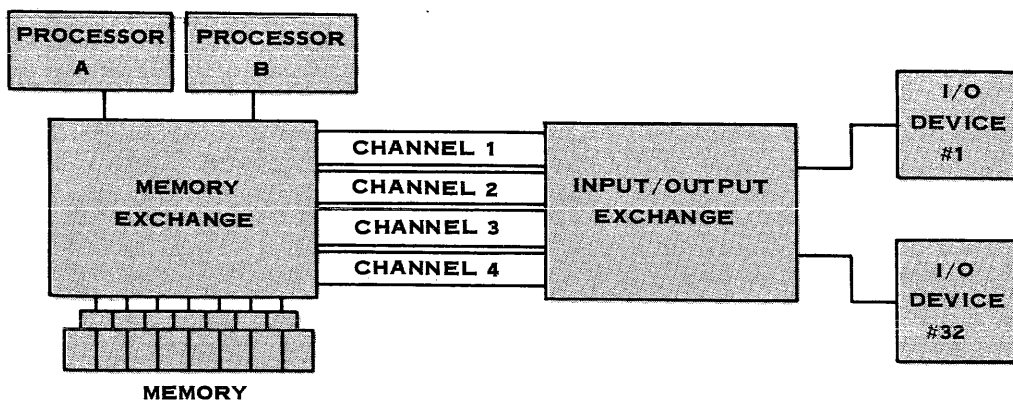 PROCESSOR
A
PROCESSOR
B
MEMORY
EXCHANGE
CHANNEL 1
CHANNEL 2
CHANNEL 3
CHANNEL 4
INPUT/OUTPUT
EXCHANGE
I/O
DEVICE
#1
I/O
DEVICE
#32
MEMORY